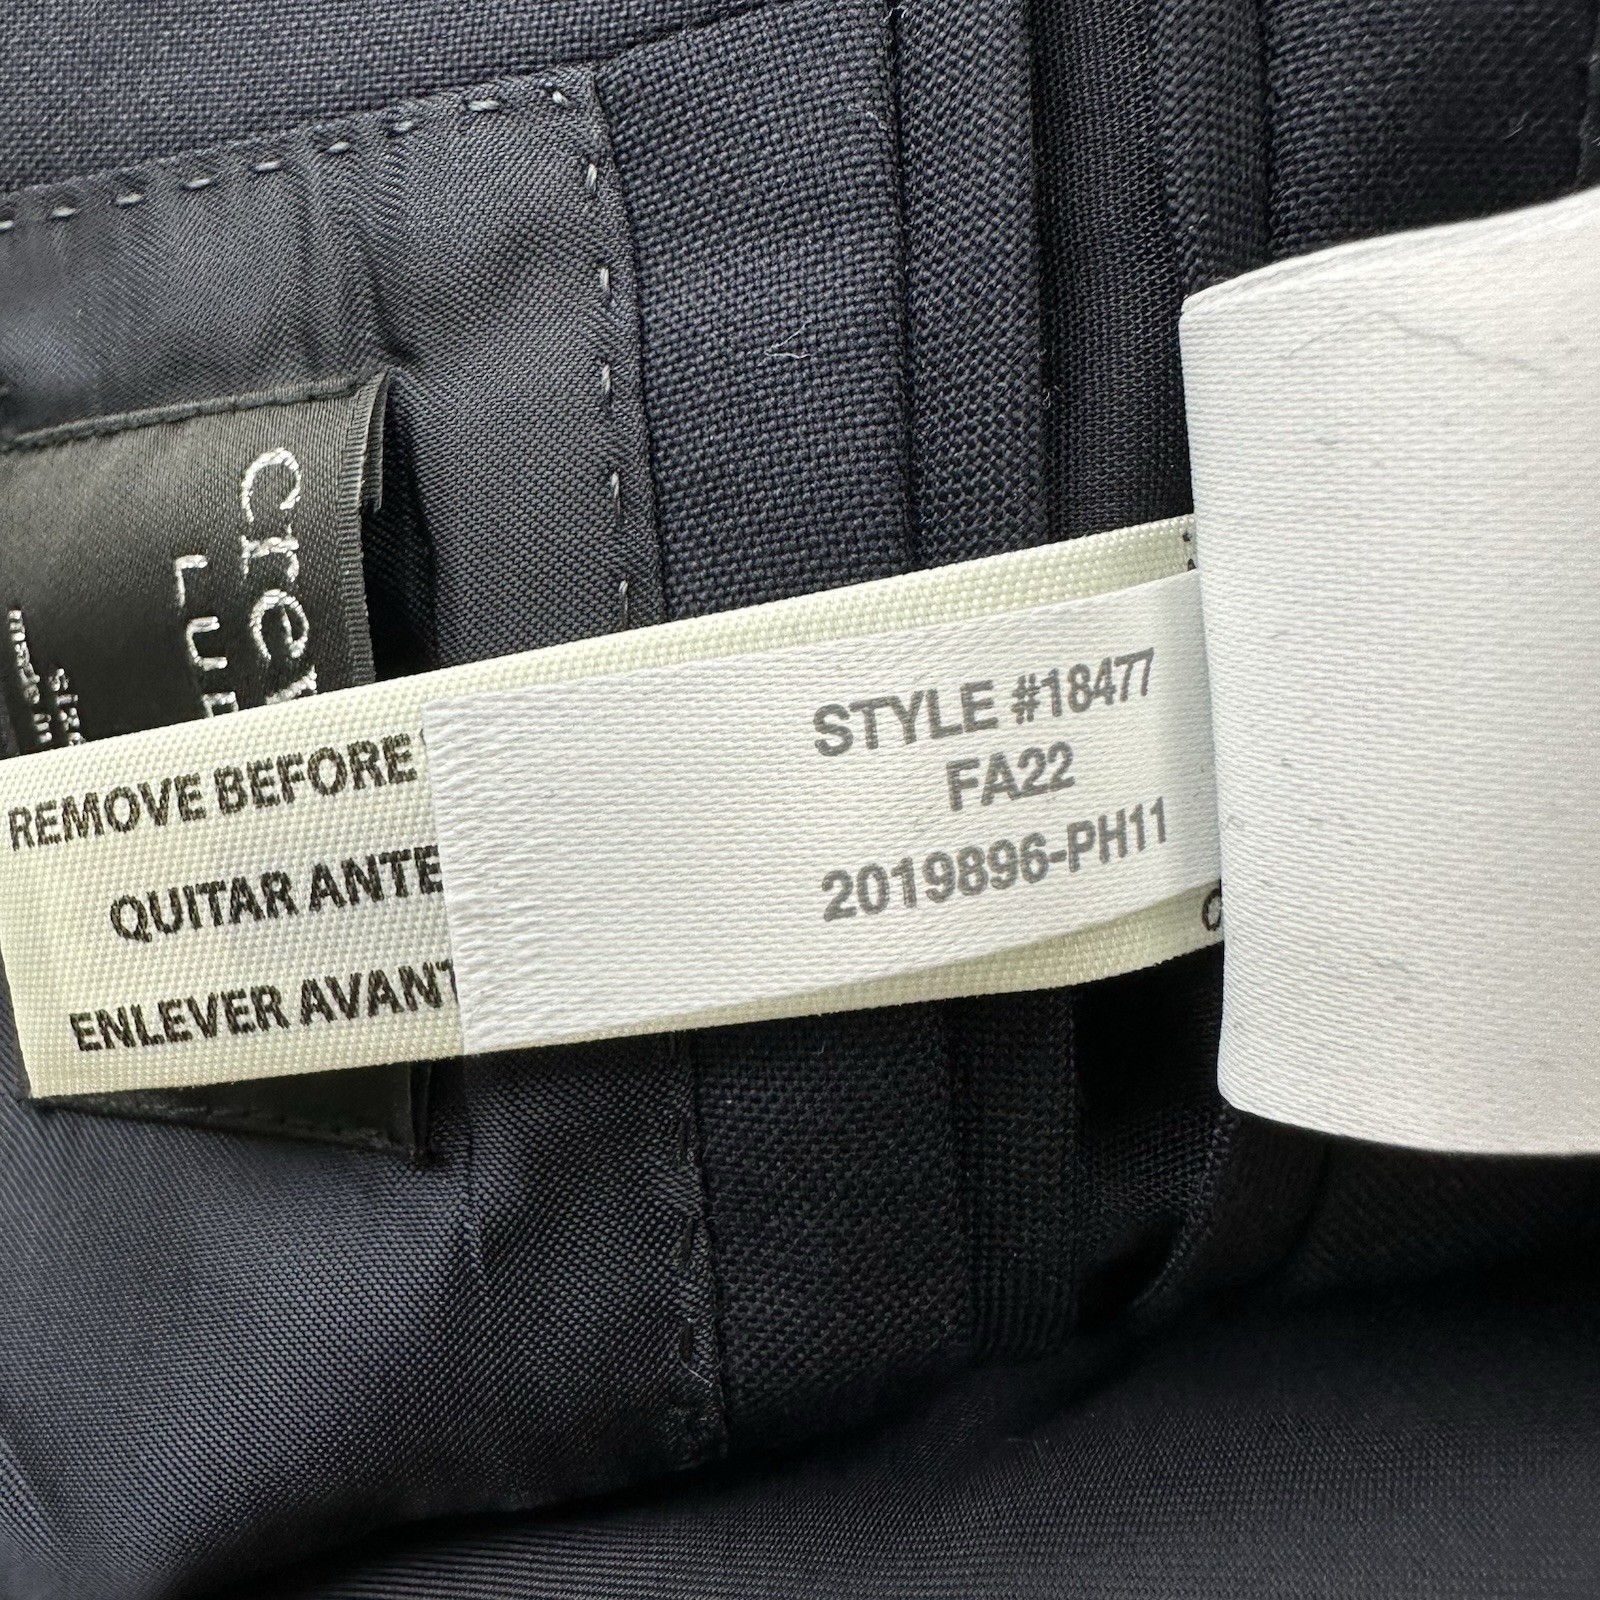 REMOVE BEFORE
QUITAR ANTE
ENLEVER AVANT
STYLE #18477
FA22
2019896-PH11